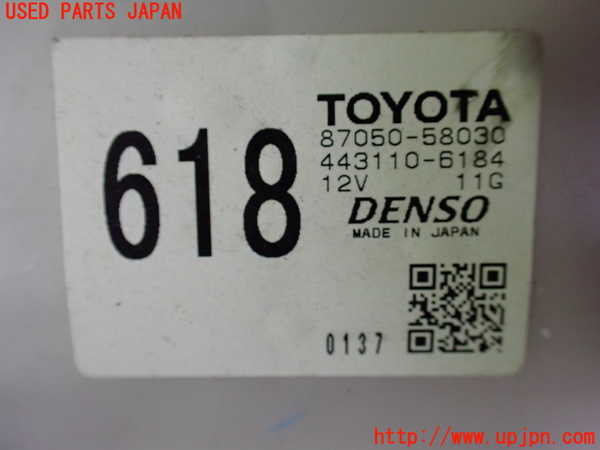 USED PARTS JAPAN
618
TOYOTA
87050-58030
443110-6184
12V 11G
DENSO
MADE IN JAPAN
0137
http://www.upjpn.com/